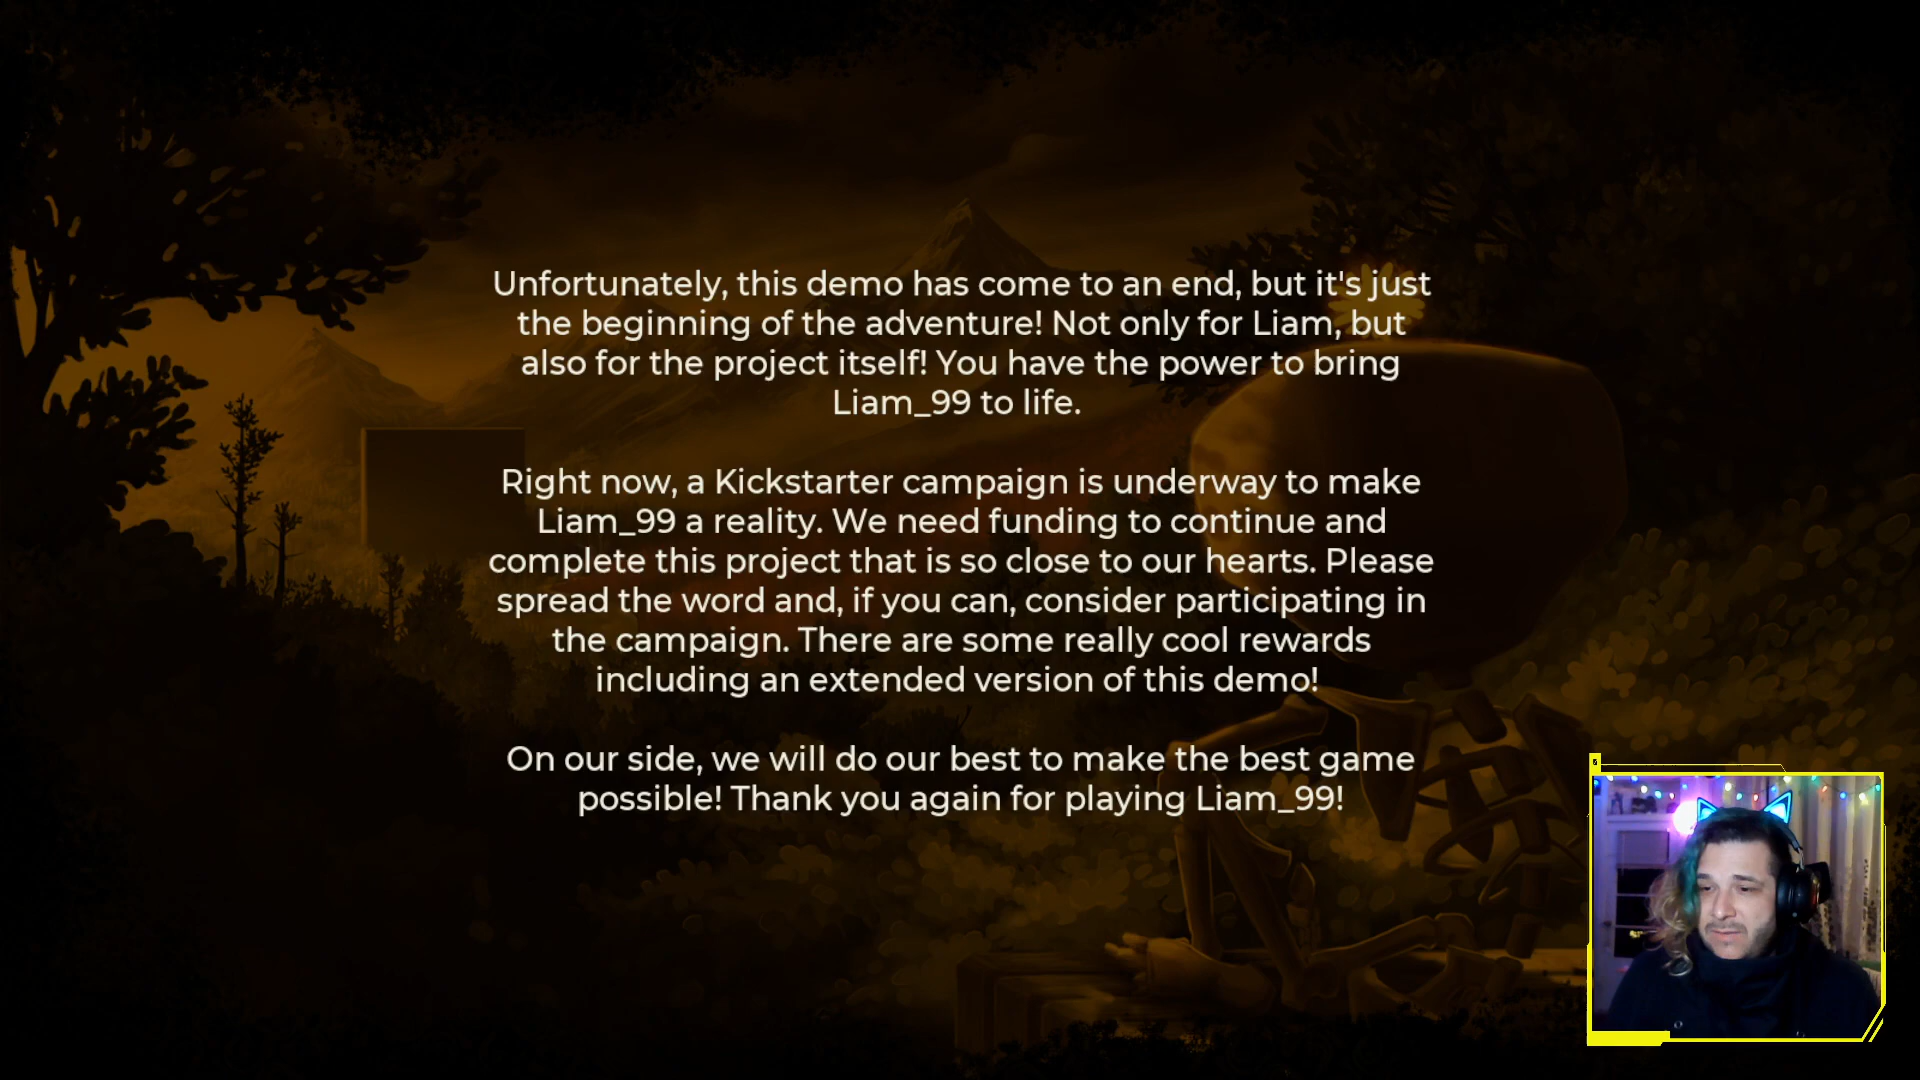 Unfortunately, this demo has come to an end, but it's just
the beginning of the adventure! Not only for Liam, but
also for the project itself! You have the power to bring
Liam_99 to life.
Right now, a Kickstarter campaign is underway to make
Liam_99 a reality. We need funding to continue and
complete this project that is so close to our hearts. Please
spread the word and, if you can, consider participating in
the campaign. There are some really cool rewards
including an extended version of this demo!
On our side, we will do our best to make the best game
possible! Thank you again for playing Liam_99!